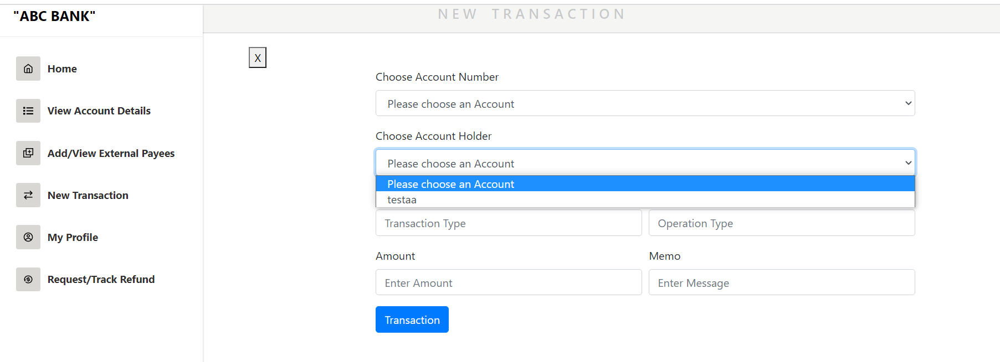 "ABC BANK"
NEW TRANSACTION
Home
View Account Details
Add/View External Payees
New Transaction
My Profile
Request/Track Refund
X
Choose Account Number
Please choose an Account
Choose Account Holder
Please choose an Account
Please choose an Account
testaa
Transaction Type
Operation Type
Amount
Memo
Enter Amount
Enter Message
Transaction